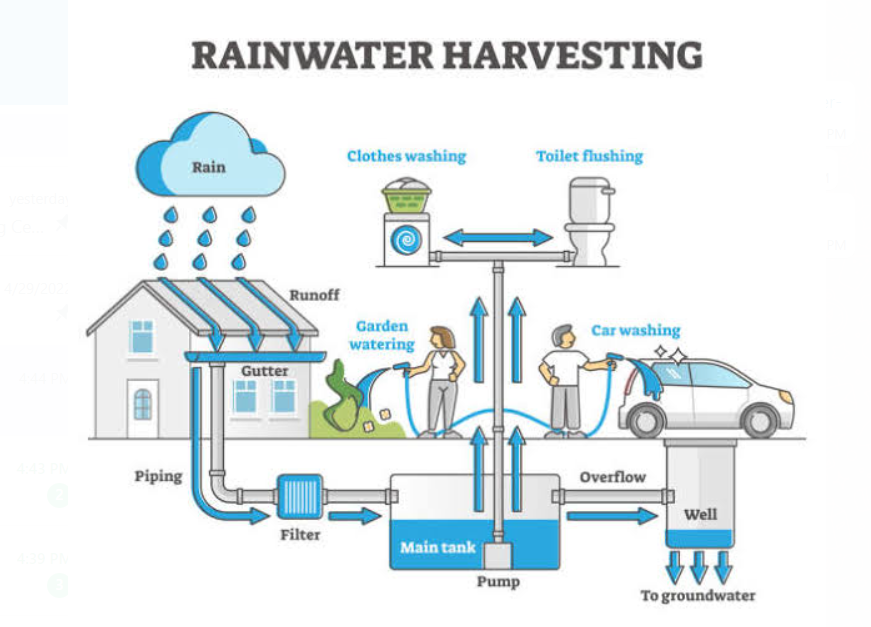 RAINWATER HARVESTING
Rain
Clothes washing
Toilet flushing
Runoff
Garden
watering
Car washing
Gutter
Piping
Filter
Main tank
Pump
Overflow
Well
To groundwater